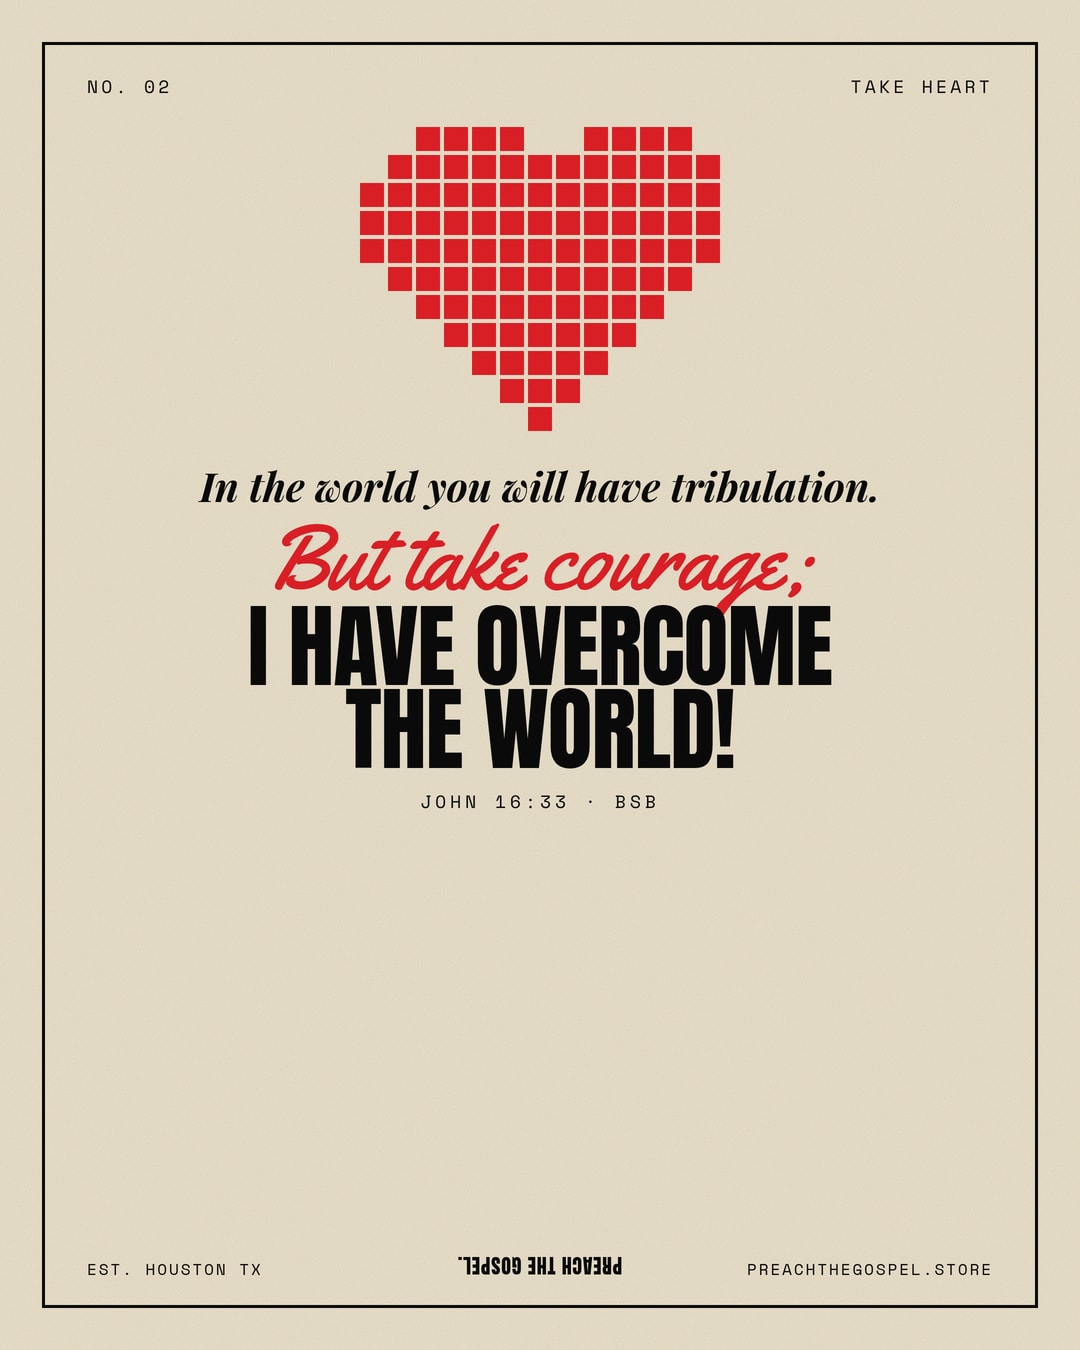 NO. 02
TAKE HEART
In the world you will have tribulation.
But take courage;
I HAVE OVERCOME
THE WORLD!
JOHN 16:33 · BSB
EST. HOUSTON TX
PREACH THE GOSPEL.
PREACHTHEGOSPEL.STORE